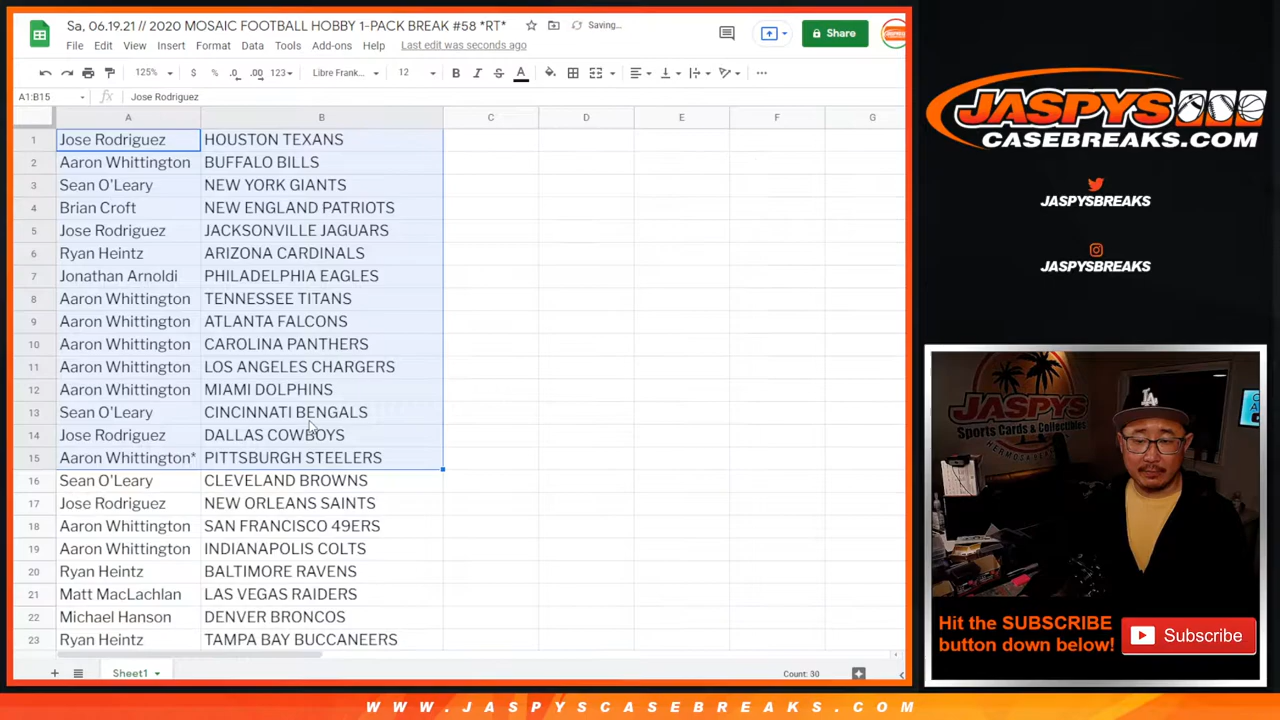 Sa, 06.19.21 // 2020 MOSAIC FOOTBALL HOBBY 1-PACK BREAK #58 *RT*
Saving...
Share
File Edit View Insert Format Data Tools Add-ons Help Last edit was seconds ago
125% $ % .0 .00 123 Libre Frank... 12 B I S A
A1:B15 fx Jose Rodriguez
A B C D E F G
1 Jose Rodriguez HOUSTON TEXANS
2 Aaron Whittington BUFFALO BILLS
3 Sean O'Leary NEW YORK GIANTS
4 Brian Croft NEW ENGLAND PATRIOTS
5 Jose Rodriguez JACKSONVILLE JAGUARS
6 Ryan Heintz ARIZONA CARDINALS
7 Jonathan Arnoldi PHILADELPHIA EAGLES
8 Aaron Whittington TENNESSEE TITANS
9 Aaron Whittington ATLANTA FALCONS
10 Aaron Whittington CAROLINA PANTHERS
11 Aaron Whittington LOS ANGELES CHARGERS
12 Aaron Whittington MIAMI DOLPHINS
13 Sean O'Leary CINCINNATI BENGALS
14 Jose Rodriguez DALLAS COWBOYS
15 Aaron Whittington* PITTSBURGH STEELERS
16 Sean O'Leary CLEVELAND BROWNS
17 Jose Rodriguez NEW ORLEANS SAINTS
18 Aaron Whittington SAN FRANCISCO 49ERS
19 Aaron Whittington INDIANAPOLIS COLTS
20 Ryan Heintz BALTIMORE RAVENS
21 Matt MacLachlan LAS VEGAS RAIDERS
22 Michael Hanson DENVER BRONCOS
23 Ryan Heintz TAMPA BAY BUCCANEERS
Sheet1
Count: 30
JASPYS
CASEBREAKS.COM
JASPYSBREAKS
JASPYSBREAKS
JASPYS
Sports Cards & Collectibles
HERMOSA
LA
Hit the SUBSCRIBE
button down below!
Subscribe
WWW.JASPYSCASEBREAKS.COM